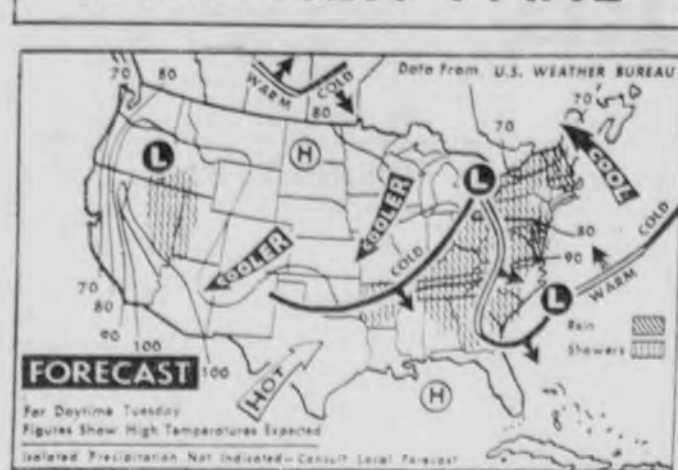 Data From U.S. WEATHER BUREAU
70 80
WARM COLD
80
70
70
L
H
L
COOL
COOLER
COOLER
COLD
80
90
COLD
WARM
L
70
80
90
100
100
HOT
H
Rain
Showers
FORECAST
For Daytime Tuesday
Figures Show High Temperatures Expected
Isolated Precipitation Not Indicated-Consult Local Forecast